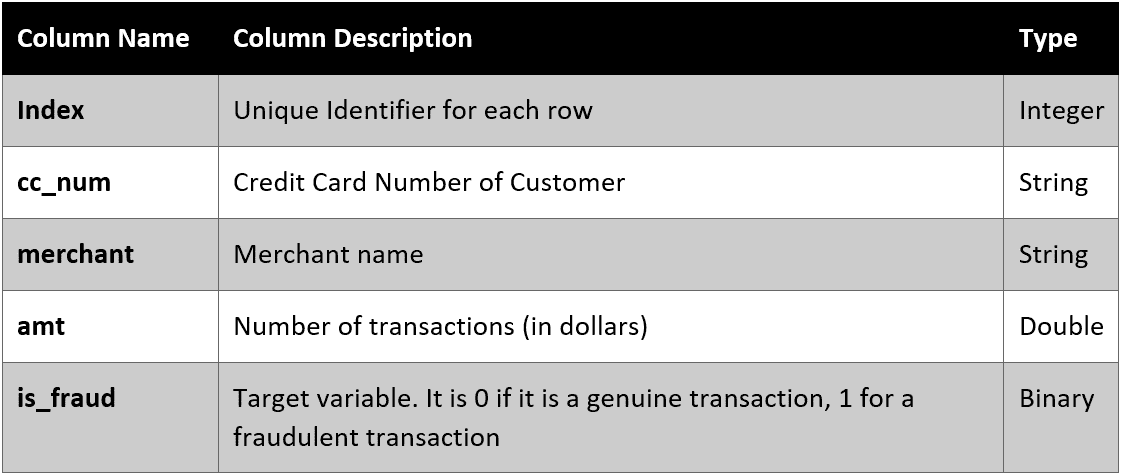 Column Name Column Description Type
Index Unique Identifier for each row Integer
cc_num Credit Card Number of Customer String
merchant Merchant name String
amt Number of transactions (in dollars) Double
is_fraud Target variable. It is 0 if it is a genuine transaction, 1 for a Binary
fraudulent transaction